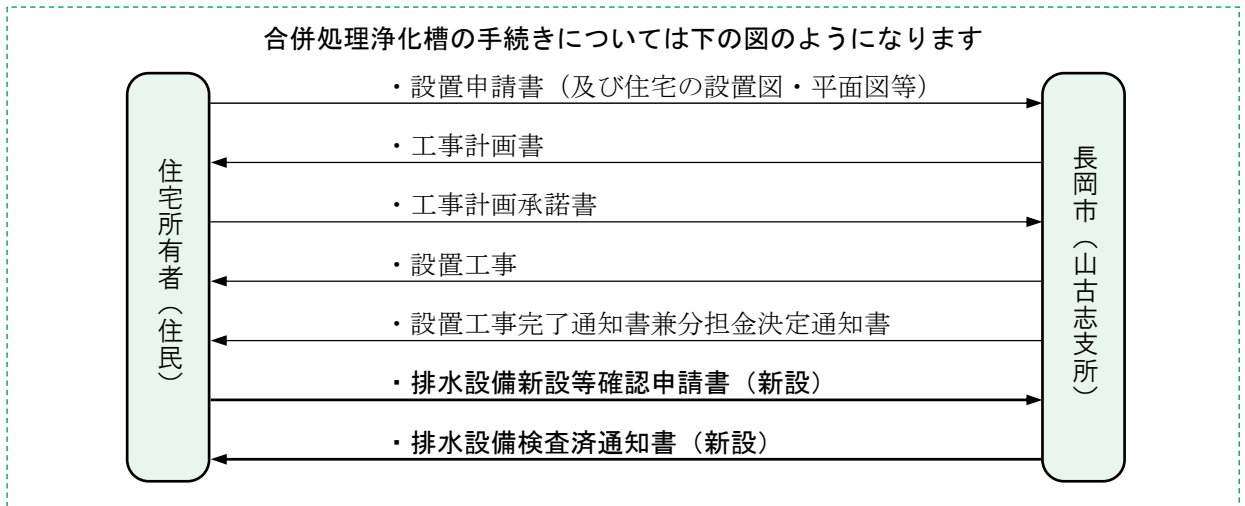 合併処理浄化槽の手続きについては下の図のようになります
住宅所有者（住民）
・設置申請書（及び住宅の設置図・平面図等）
・工事計画書
・工事計画承諾書
・設置工事
・設置工事完了通知書兼分担金決定通知書
・排水設備新設等確認申請書（新設）
・排水設備検査済通知書（新設）
長岡市（山古志支所）